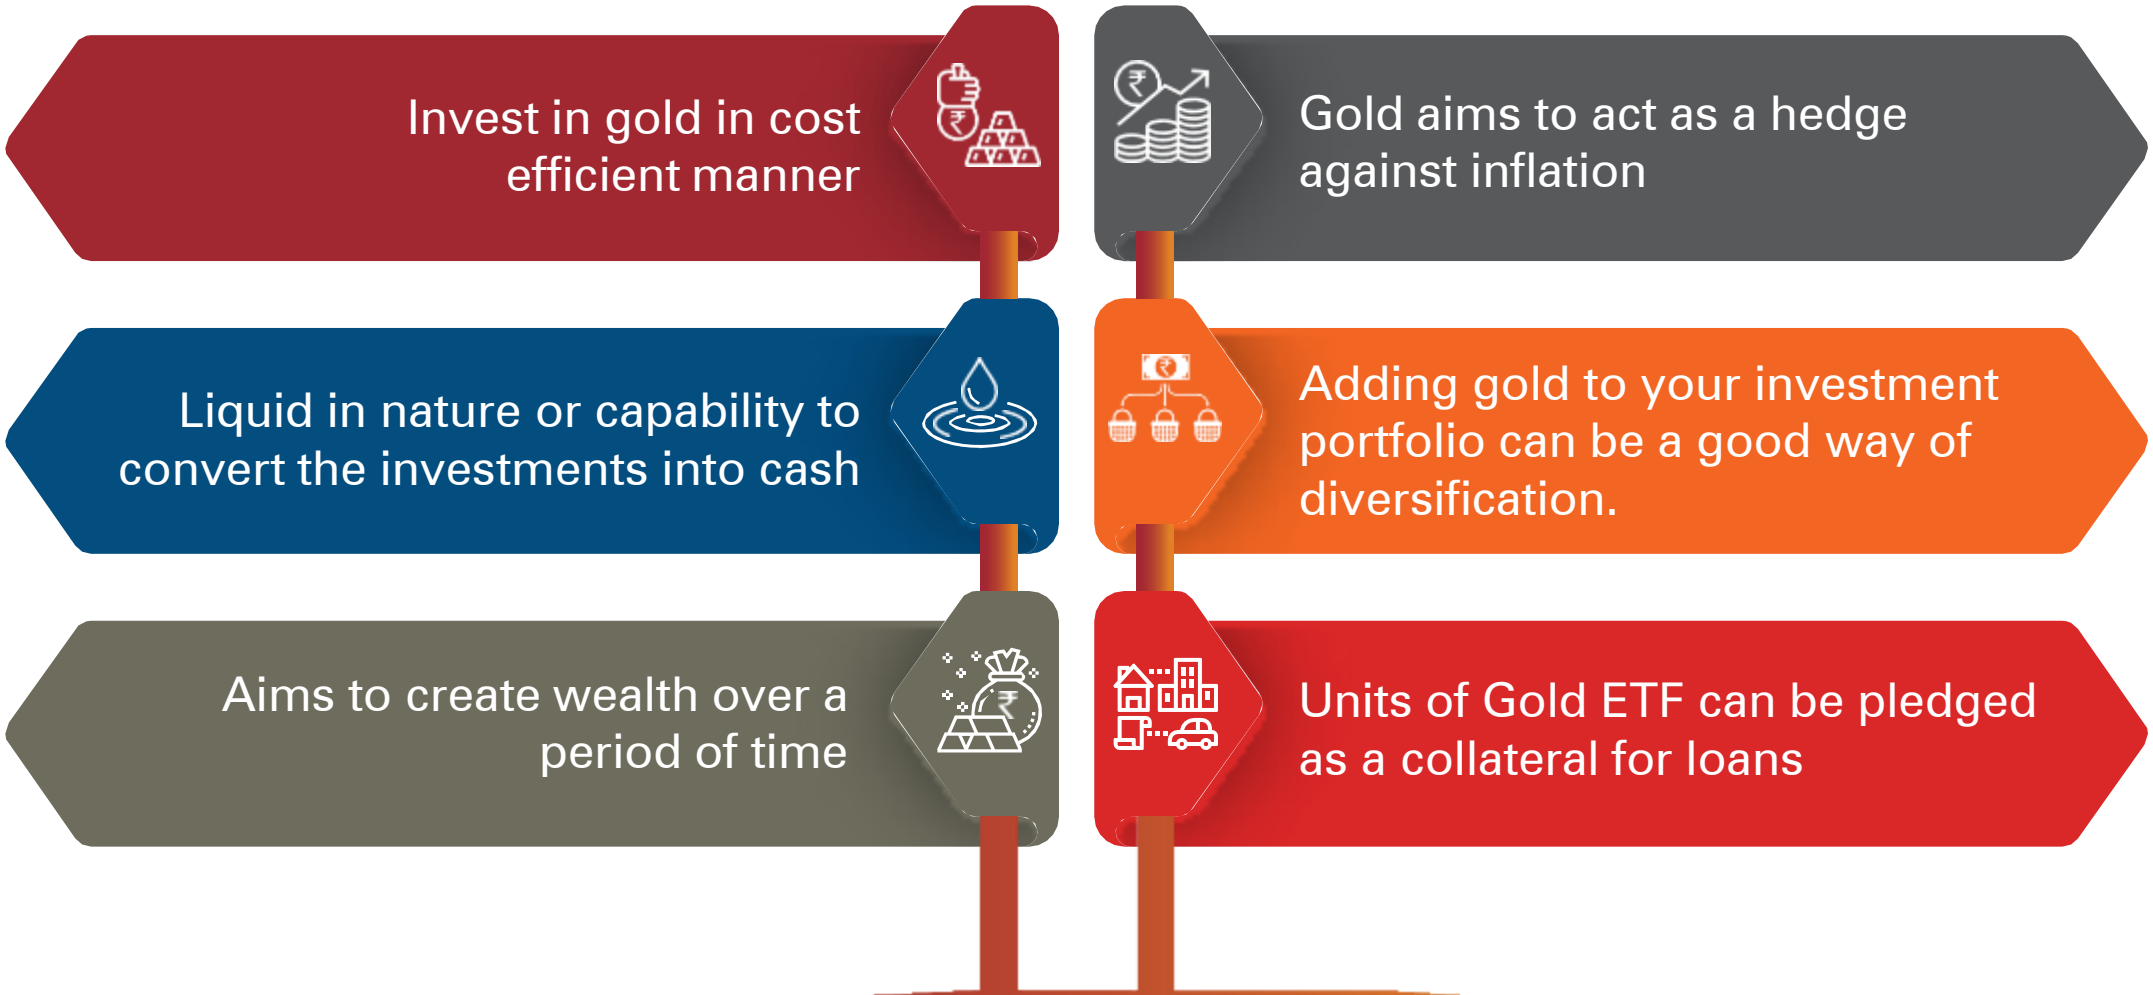 Invest in gold in cost
efficient manner
Gold aims to act as a hedge
against inflation
Liquid in nature or capability to
convert the investments into cash
Adding gold to your investment
portfolio can be a good way of
diversification.
Aims to create wealth over a
period of time
Units of Gold ETF can be pledged
as a collateral for loans